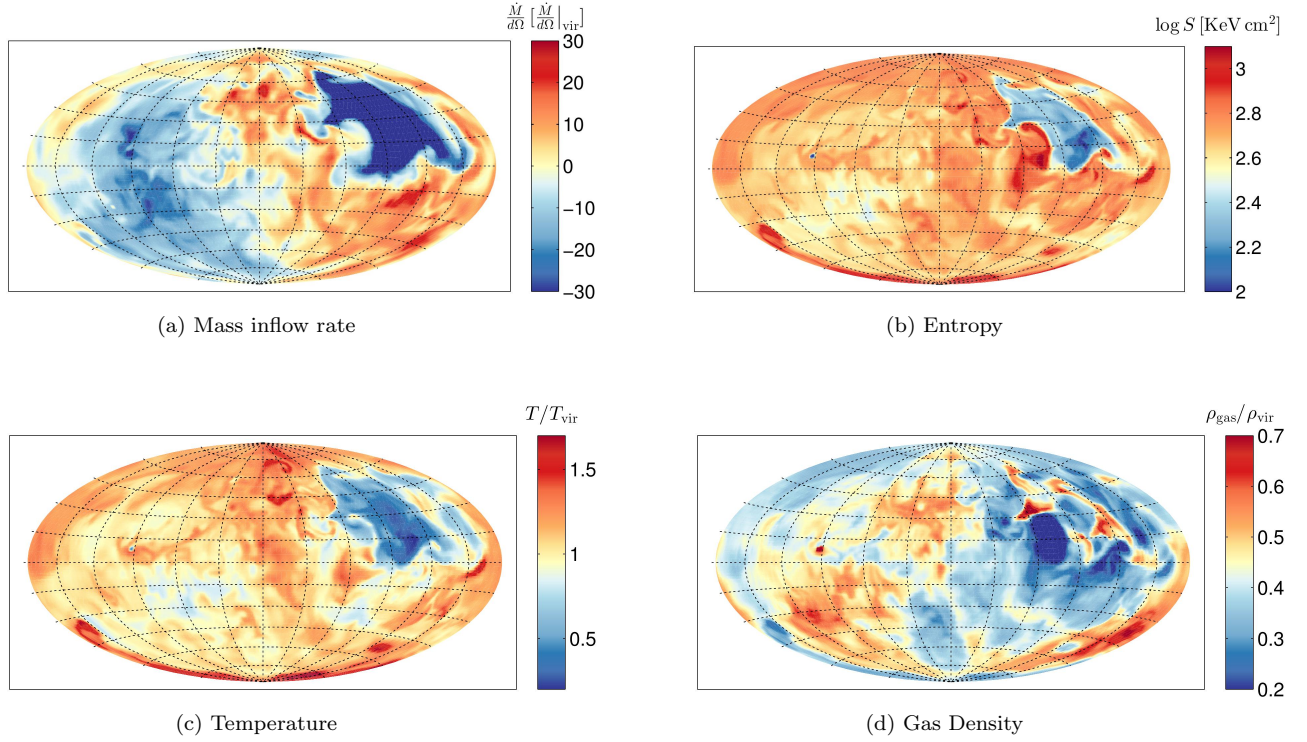 Ṁ/dΩ [Ṁ/dΩ|vir]
30
20
10
0
−10
−20
−30
(a) Mass inflow rate
log S [KeV cm²]
3
2.8
2.6
2.4
2.2
2
(b) Entropy
T/Tvir
1.5
1
0.5
(c) Temperature
ρgas/ρvir
0.7
0.6
0.5
0.4
0.3
0.2
(d) Gas Density